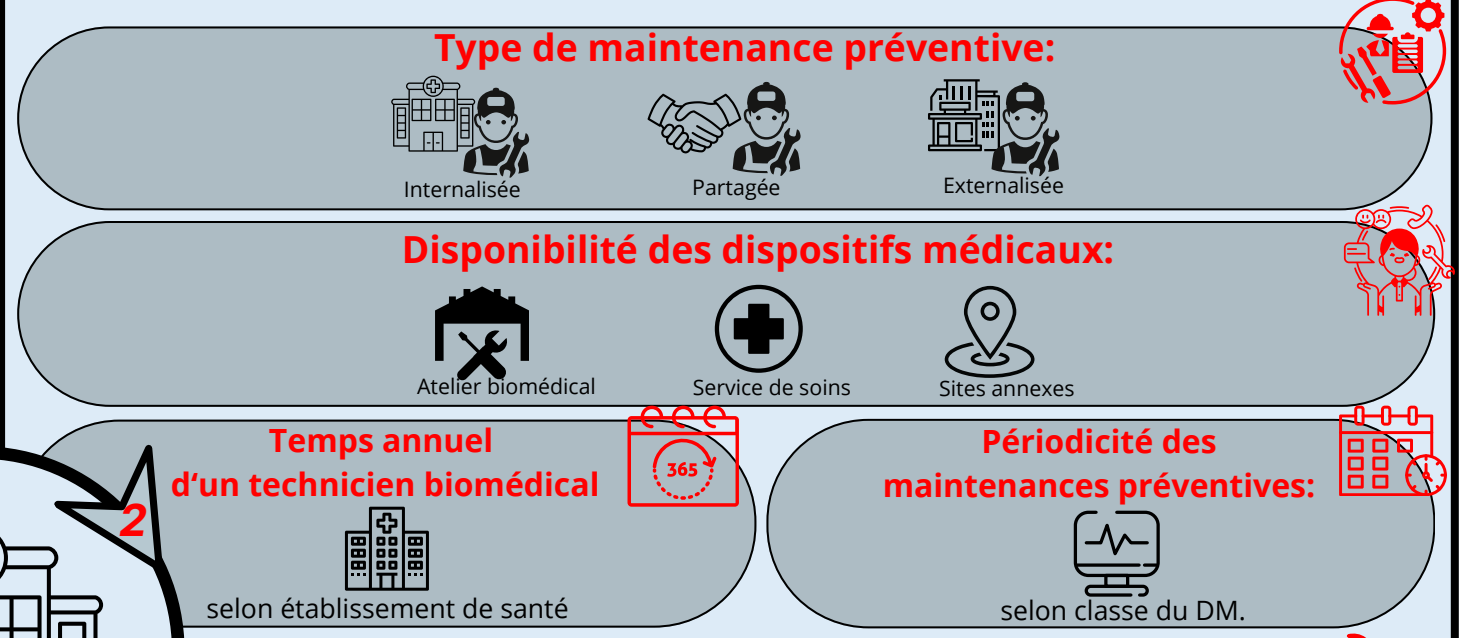 Type de maintenance préventive:
Internalisée
Partagée
Externalisée
Disponibilité des dispositifs médicaux:
Atelier biomédical
Service de soins
Sites annexes
Temps annuel
d‘un technicien biomédical
365
2
selon établissement de santé
Périodicité des
maintenances préventives:
selon classe du DM.